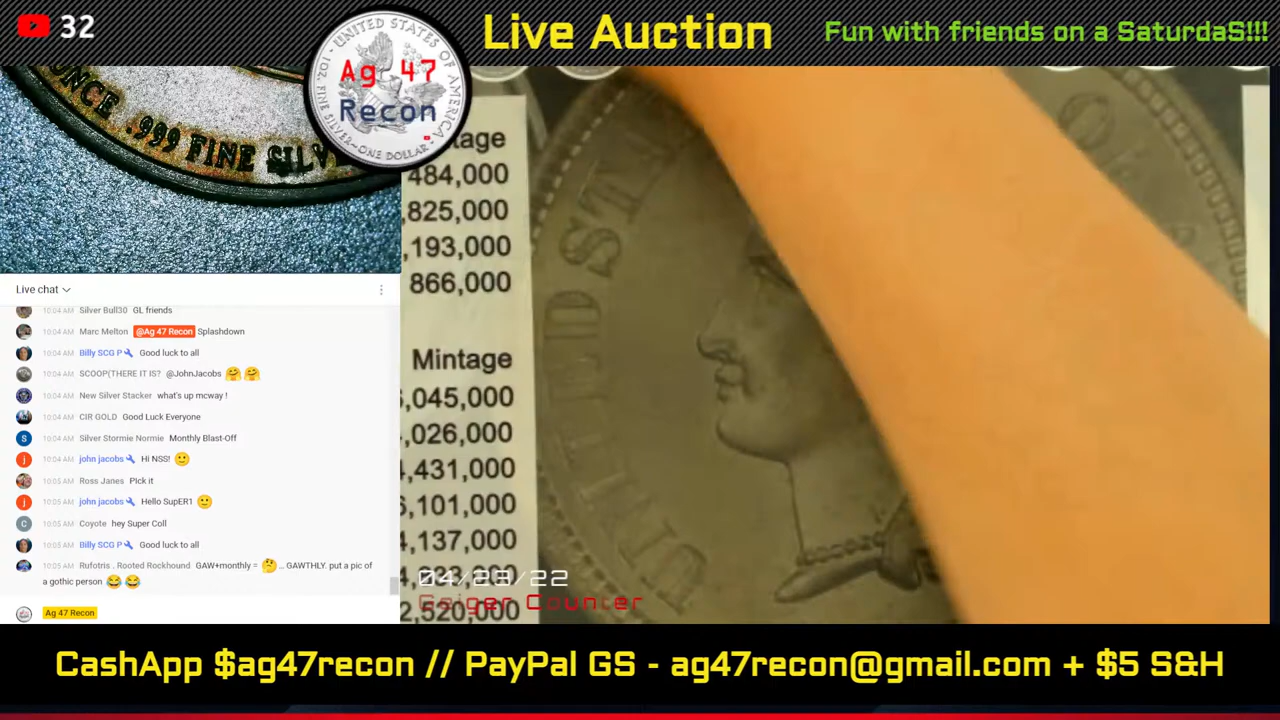 32
Live Auction
Fun with friends on a SaturdaS!!!
UNITED STATES OF AMERICA
1 OZ. FINE SILVER~ONE DOLLAR
Ag 47
Recon
OUNCE .999 FINE SILV
tage
484,000
,825,000
,193,000
866,000
Mintage
,045,000
,026,000
,431,000
,101,000
,137,000
2,520,000
UNITED ST
04/23/22
Geiger Counter
Live chat
10:04 AM Silver Bull30 GL friends
10:04 AM Marc Melton @Ag 47 Recon Splashdown
10:04 AM Billy SCG P Good luck to all
10:04 AM SCOOP(THERE IT IS? @JohnJacobs 🤗 🤗
10:04 AM New Silver Stacker what's up mcway !
10:04 AM CIR GOLD Good Luck Everyone
S 10:04 AM Silver Stormie Normie Monthly Blast-Off
j 10:04 AM john jacobs Hi NSS! 🙂
10:05 AM Ross Janes PIck it
j 10:05 AM john jacobs Hello SupER1 🙂
C 10:05 AM Coyote hey Super Coll
10:05 AM Billy SCG P Good luck to all
10:05 AM Rufotris . Rooted Rockhound GAW+monthly = 🤔 .. GAWTHLY. put a pic of
a gothic person 😂 😂
Ag 47 Recon
CashApp $ag47recon // PayPal GS - ag47recon@gmail.com + $5 S&H